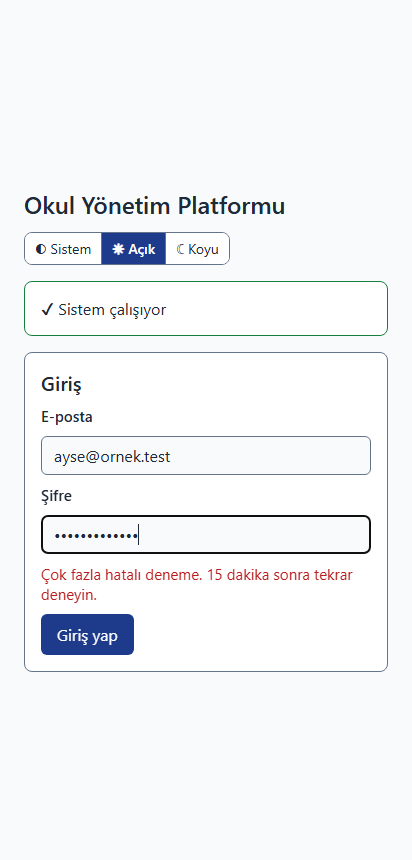 Okul Yönetim Platformu
◐ Sistem ✱ Açık ☾ Koyu
✓ Sistem çalışıyor
Giriş
E-posta
ayse@ornek.test
Şifre
•••••••••••••
Çok fazla hatalı deneme. 15 dakika sonra tekrar
deneyin.
Giriş yap